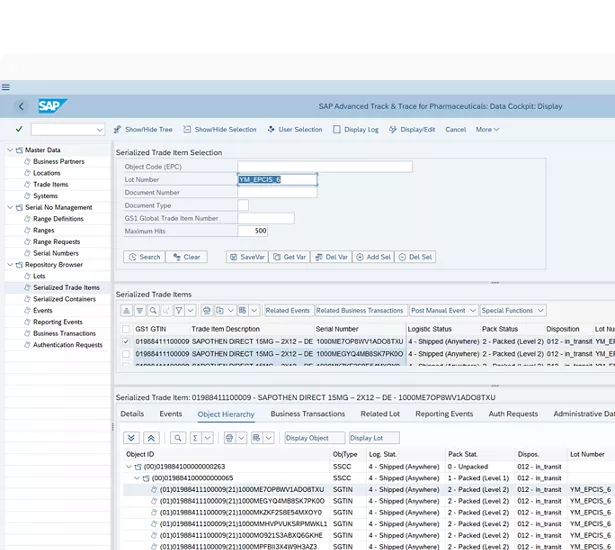 SAP SAP Advanced Track & Trace for Pharmaceuticals: Data Cockpit: Display
Show/Hide Tree Show/Hide Selection User Selection Display Log Display/Edit Cancel More
Master Data
Business Partners
Locations
Trade Items
Systems
Serial No Management
Range Definitions
Ranges
Range Requests
Serial Numbers
Repository Browser
Lots
Serialized Trade Items
Serialized Containers
Events
Reporting Events
Business Transactions
Authentication Requests
Serialized Trade Item Selection
Object Code (EPC)
Lot Number YM_EPCIS_6
Document Number
Document Type
GS1 Global Trade Item Number
Maximum Hits 500
Search Clear SaveVar Get Var Del Var Add Sel Del Sel
Serialized Trade Items
Related Events Related Business Transactions Post Manual Event Special Functions
GS1 GTIN Trade Item Description Serial Number Logistic Status Pack Status Disposition Lot Nu
01988411100009 SAPOTHEN DIRECT 15MG – 2X12 – DE 1000ME7OP8WV1ADO8TXU 4 - Shipped (Anywhere) 2 - Packed (Level 2) 012 - in_transit YM_EF
01988411100009 SAPOTHEN DIRECT 15MG – 2X12 – DE 1000MEGYQ4MB8SK7PK0O 4 - Shipped (Anywhere) 2 - Packed (Level 2) 012 - in_transit YM_EF
Serialized Trade Item: 01988411100009 - SAPOTHEN DIRECT 15MG – 2X12 – DE - 1000ME7OP8WV1ADO8TXU
Details Events Object Hierarchy Business Transactions Related Lot Reporting Events Auth Requests Administrative Da
Display Object Display Lot
Object ID ObjType Log. Stat. Pack Stat. Dispos. Lot Number
(00)019884100000000263 SSCC 4 - Shipped (Anywhere) 0 - Unpacked 012 - in_transit
(00)019884100000000065 SSCC 4 - Shipped (Anywhere) 1 - Packed (Level 1) 012 - in_transit
(01)01988411100009(21)1000ME7OP8WV1ADO8TXU SGTIN 4 - Shipped (Anywhere) 2 - Packed (Level 2) 012 - in_transit YM_EPCIS_6
(01)01988411100009(21)1000MEGYQ4MB8SK7PK0O SGTIN 4 - Shipped (Anywhere) 2 - Packed (Level 2) 012 - in_transit YM_EPCIS_6
(01)01988411100009(21)1000MKZKF2S8E54MXOY0 SGTIN 4 - Shipped (Anywhere) 2 - Packed (Level 2) 012 - in_transit YM_EPCIS_6
(01)01988411100009(21)1000MMHVPVUKSRPMWKL1 SGTIN 4 - Shipped (Anywhere) 2 - Packed (Level 2) 012 - in_transit YM_EPCIS_6
(01)01988411100009(21)1000MO921S3ABXQ6GKHE SGTIN 4 - Shipped (Anywhere) 2 - Packed (Level 2) 012 - in_transit YM_EPCIS_6
(01)01988411100009(21)1000MPFBII3X4W9H3AZ3 SGTIN 4 - Shipped (Anywhere) 2 - Packed (Level 2) 012 - in_transit YM_EPCIS_6